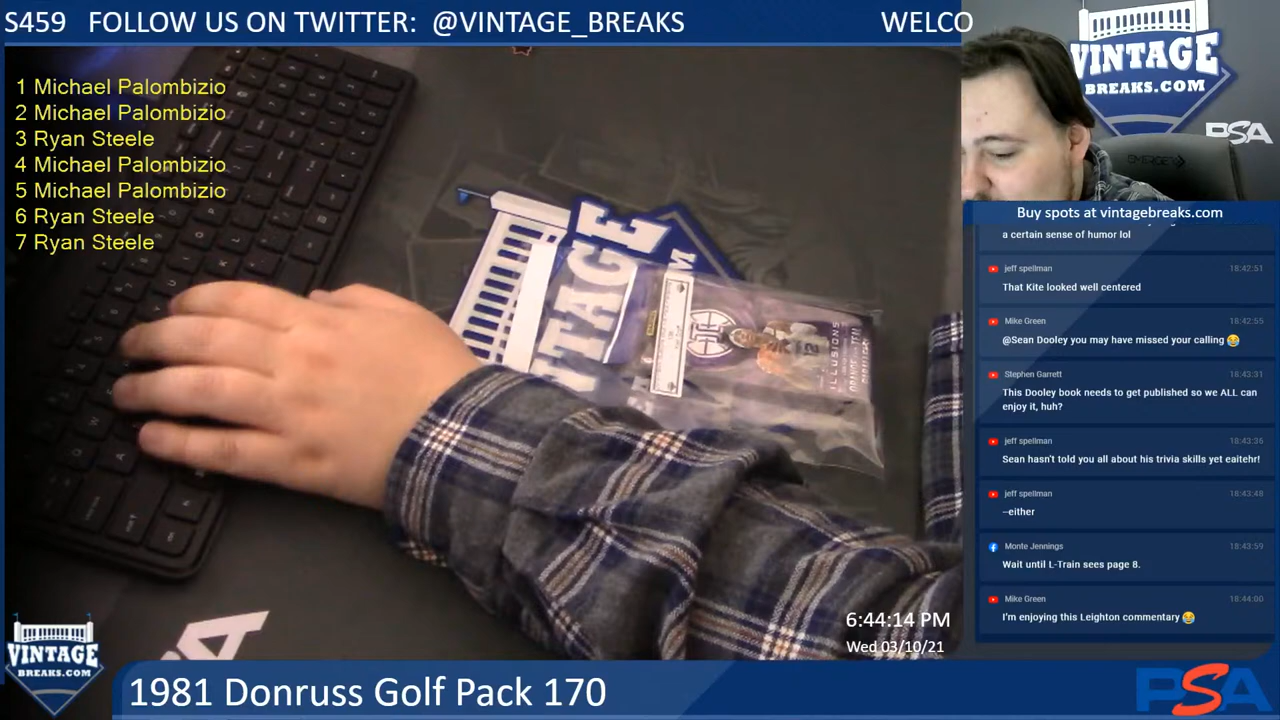 S459 FOLLOW US ON TWITTER: @VINTAGE_BREAKS WELCO
1 Michael Palombizio
2 Michael Palombizio
3 Ryan Steele
4 Michael Palombizio
5 Michael Palombizio
6 Ryan Steele
7 Ryan Steele
VINTAGE
BREAKS.COM
PSA
Buy spots at vintagebreaks.com
a certain sense of humor lol
jeff spellman 18:42:51
That Kite looked well centered
Mike Green 18:42:55
@Sean Dooley you may have missed your calling 😂
Stephen Garrett 18:43:31
This Dooley book needs to get published so we ALL can
enjoy it, huh?
jeff spellman 18:43:36
Sean hasn't told you all about his trivia skills yet eaitehr!
jeff spellman 18:43:48
--either
Monte Jennings 18:43:59
Wait until L-Train sees page 8.
Mike Green 18:44:00
I'm enjoying this Leighton commentary 😂
NTAGE
ILLUSIONS
6:44:14 PM
Wed 03/10/21
VINTAGE
BREAKS.COM
1981 Donruss Golf Pack 170
PSA